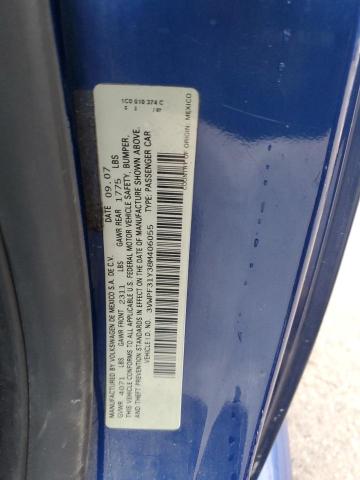 MANUFACTURED BY VOLKSWAGEN DE MEXICO S.A. DE C.V. DATE 09.07
GVWR 4071 LBS GAWR FRONT 2311 LBS GAWR REAR 1775 LBS
THIS VEHICLE CONFORMS TO ALL APPLICABLE U.S. FEDERAL MOTOR VEHICLE SAFETY, BUMPER,
AND THEFT PREVENTION STANDARDS IN EFFECT ON THE DATE OF MANUFACTURE SHOWN ABOVE.
VEHICLE ID NO.: 3VWPF31Y38M406055 TYPE: PASSENGER CAR
1C0 010 374 C
COUNTRY OF ORIGIN: MEXICO